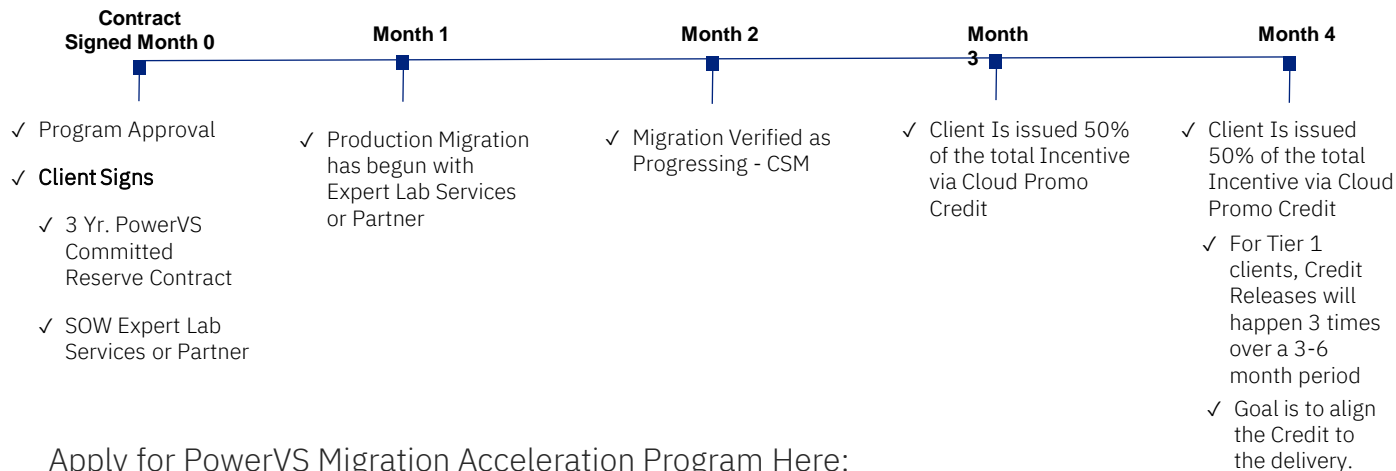 Contract
Signed Month 0
Month 1
Month 2
Month
3
Month 4
✓ Program Approval
✓ Client Signs
✓ 3 Yr. PowerVS
Committed
Reserve Contract
✓ SOW Expert Lab
Services or Partner
✓ Production Migration
has begun with
Expert Lab Services
or Partner
✓ Migration Verified as
Progressing - CSM
✓ Client Is issued 50%
of the total Incentive
via Cloud Promo
Credit
✓ Client Is issued
50% of the total
Incentive via Cloud
Promo Credit
✓ For Tier 1
clients, Credit
Releases will
happen 3 times
over a 3-6
month period
✓ Goal is to align
the Credit to
the delivery.
Apply for PowerVS Migration Acceleration Program Here: